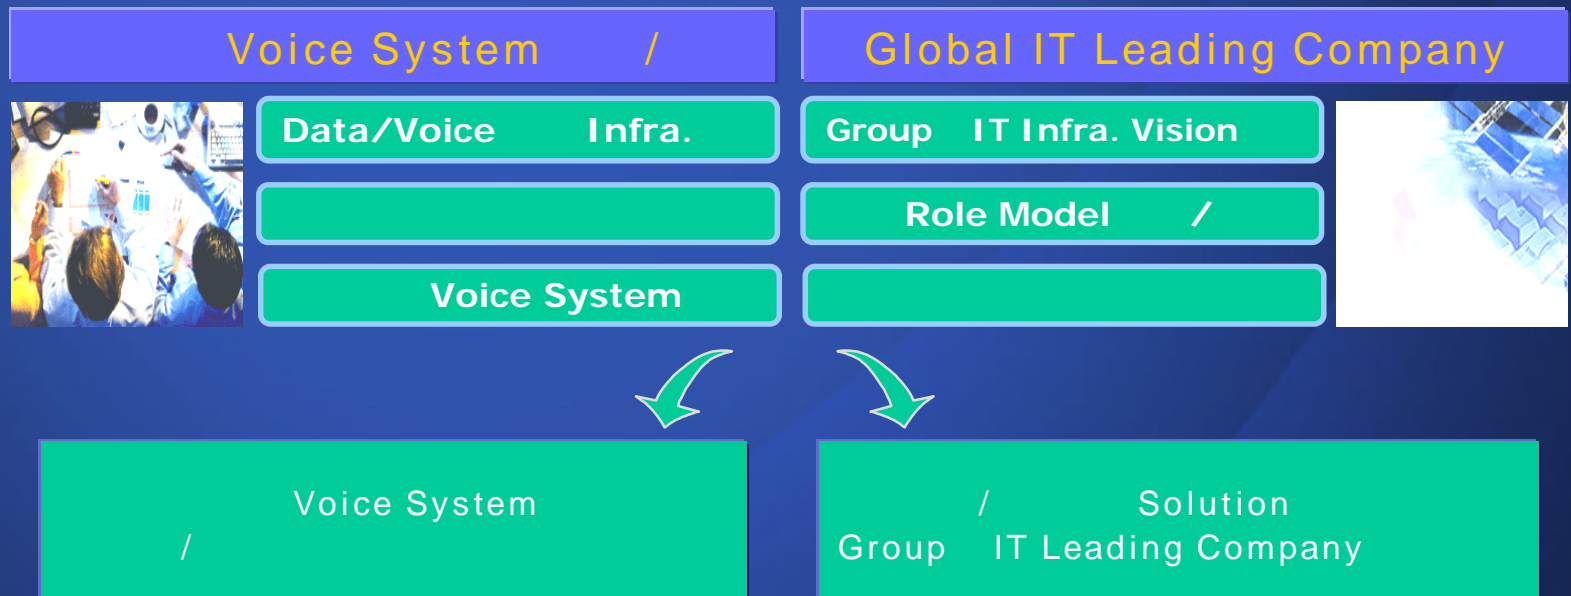 Voice System /
Global IT Leading Company
Data/Voice Infra.
Group IT Infra. Vision
Role Model /
Voice System
Voice System
/
/ Solution
Group IT Leading Company